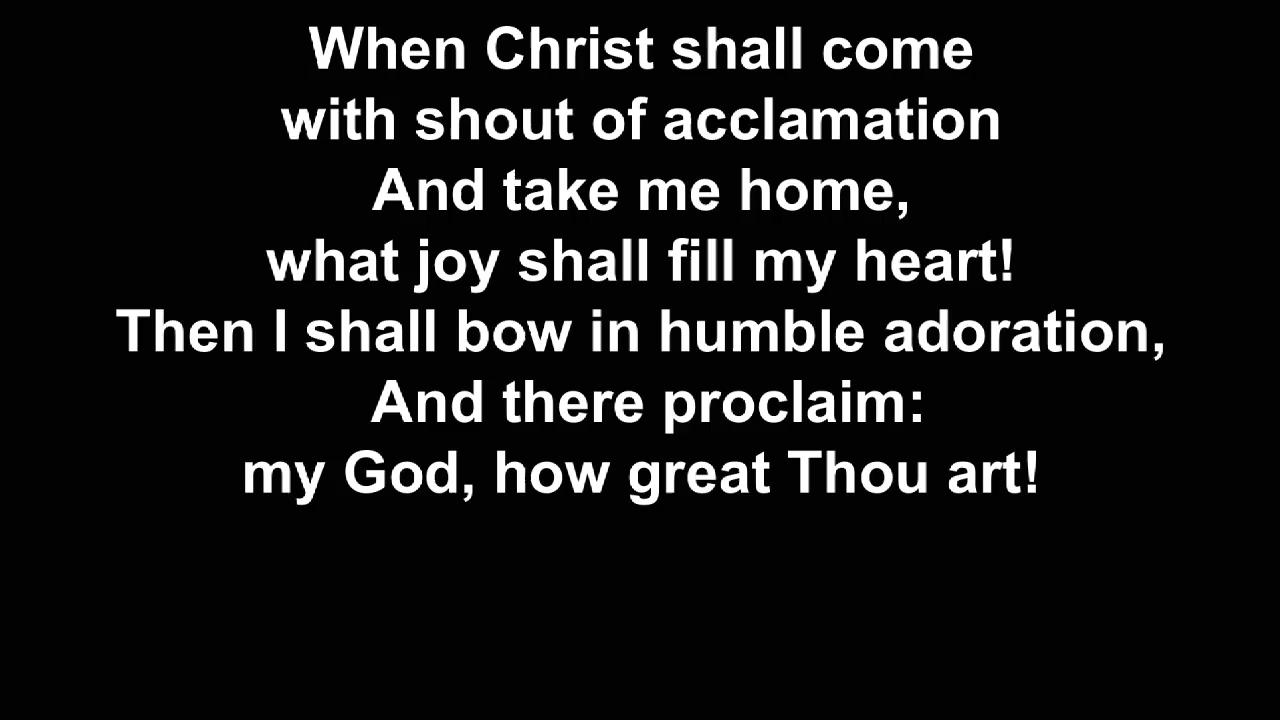 When Christ shall come
with shout of acclamation
And take me home,
what joy shall fill my heart!
Then I shall bow in humble adoration,
And there proclaim:
my God, how great Thou art!